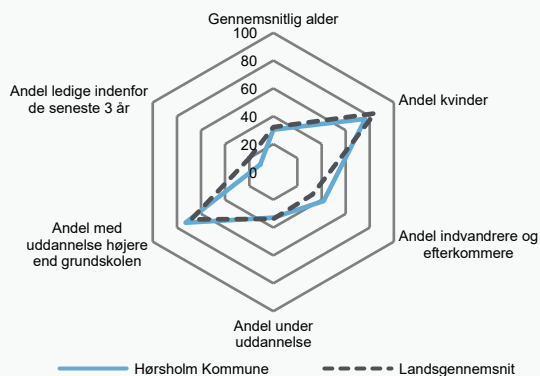 Gennemsnitlig alder
100
80
60
40
20
0
Andel kvinder
Andel indvandrere og
efterkommere
Andel under
uddannelse
Andel med
uddannelse højere
end grundskolen
Andel ledige indenfor
de seneste 3 år
Hørsholm Kommune
Landsgennemsnit